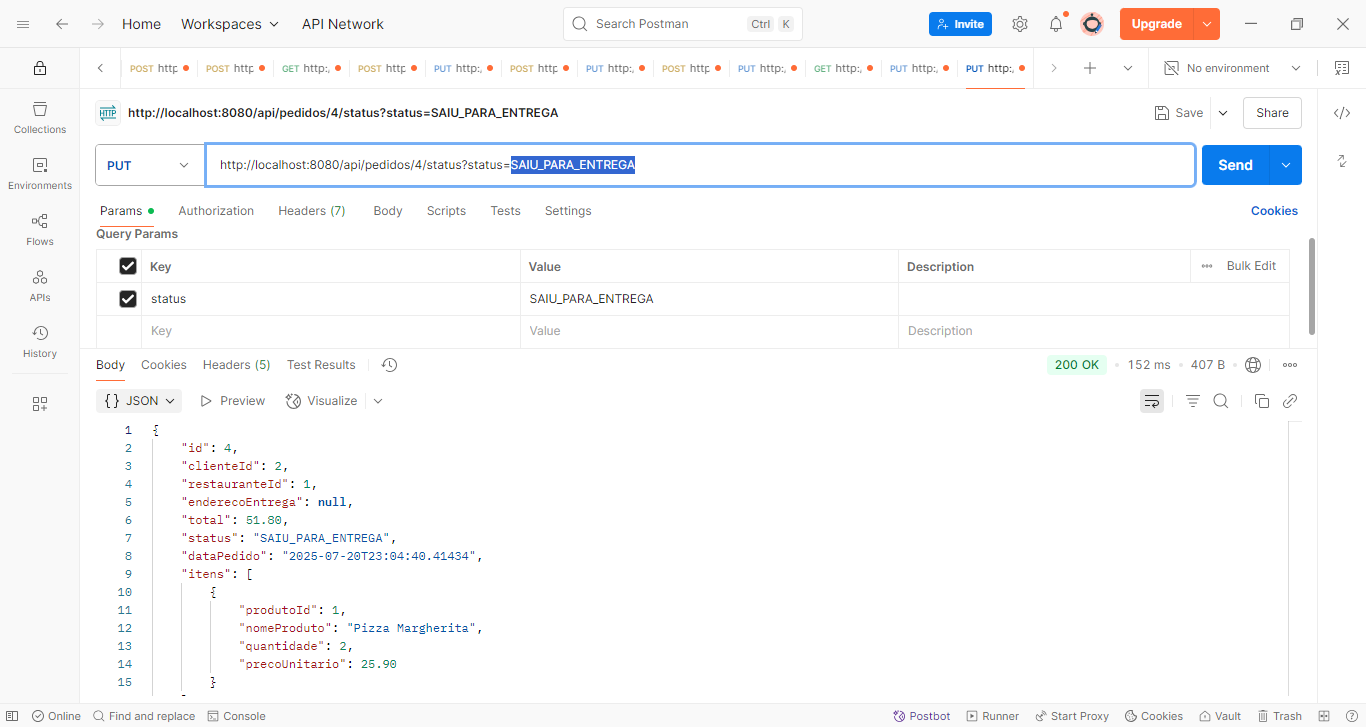 Home Workspaces API Network Search Postman Ctrl K Invite Upgrade
POST http POST http GET http:, POST http PUT http:, POST http PUT http:, POST http PUT http:, GET http:, PUT http:, PUT http:, No environment
HTTP http://localhost:8080/api/pedidos/4/status?status=SAIU_PARA_ENTREGA Save Share
PUT http://localhost:8080/api/pedidos/4/status?status=SAIU_PARA_ENTREGA Send
Params Authorization Headers (7) Body Scripts Tests Settings Cookies
Query Params
Key Value Description Bulk Edit
status SAIU_PARA_ENTREGA
Key Value Description
Body Cookies Headers (5) Test Results 200 OK 152 ms 407 B
{} JSON Preview Visualize
1 {
2 "id": 4,
3 "clienteId": 2,
4 "restauranteId": 1,
5 "enderecoEntrega": null,
6 "total": 51.80,
7 "status": "SAIU_PARA_ENTREGA",
8 "dataPedido": "2025-07-20T23:04:40.41434",
9 "itens": [
10 {
11 "produtoId": 1,
12 "nomeProduto": "Pizza Margherita",
13 "quantidade": 2,
14 "precoUnitario": 25.90
15 }
Collections
Environments
Flows
APIs
History
Online Find and replace Console Postbot Runner Start Proxy Cookies Vault Trash